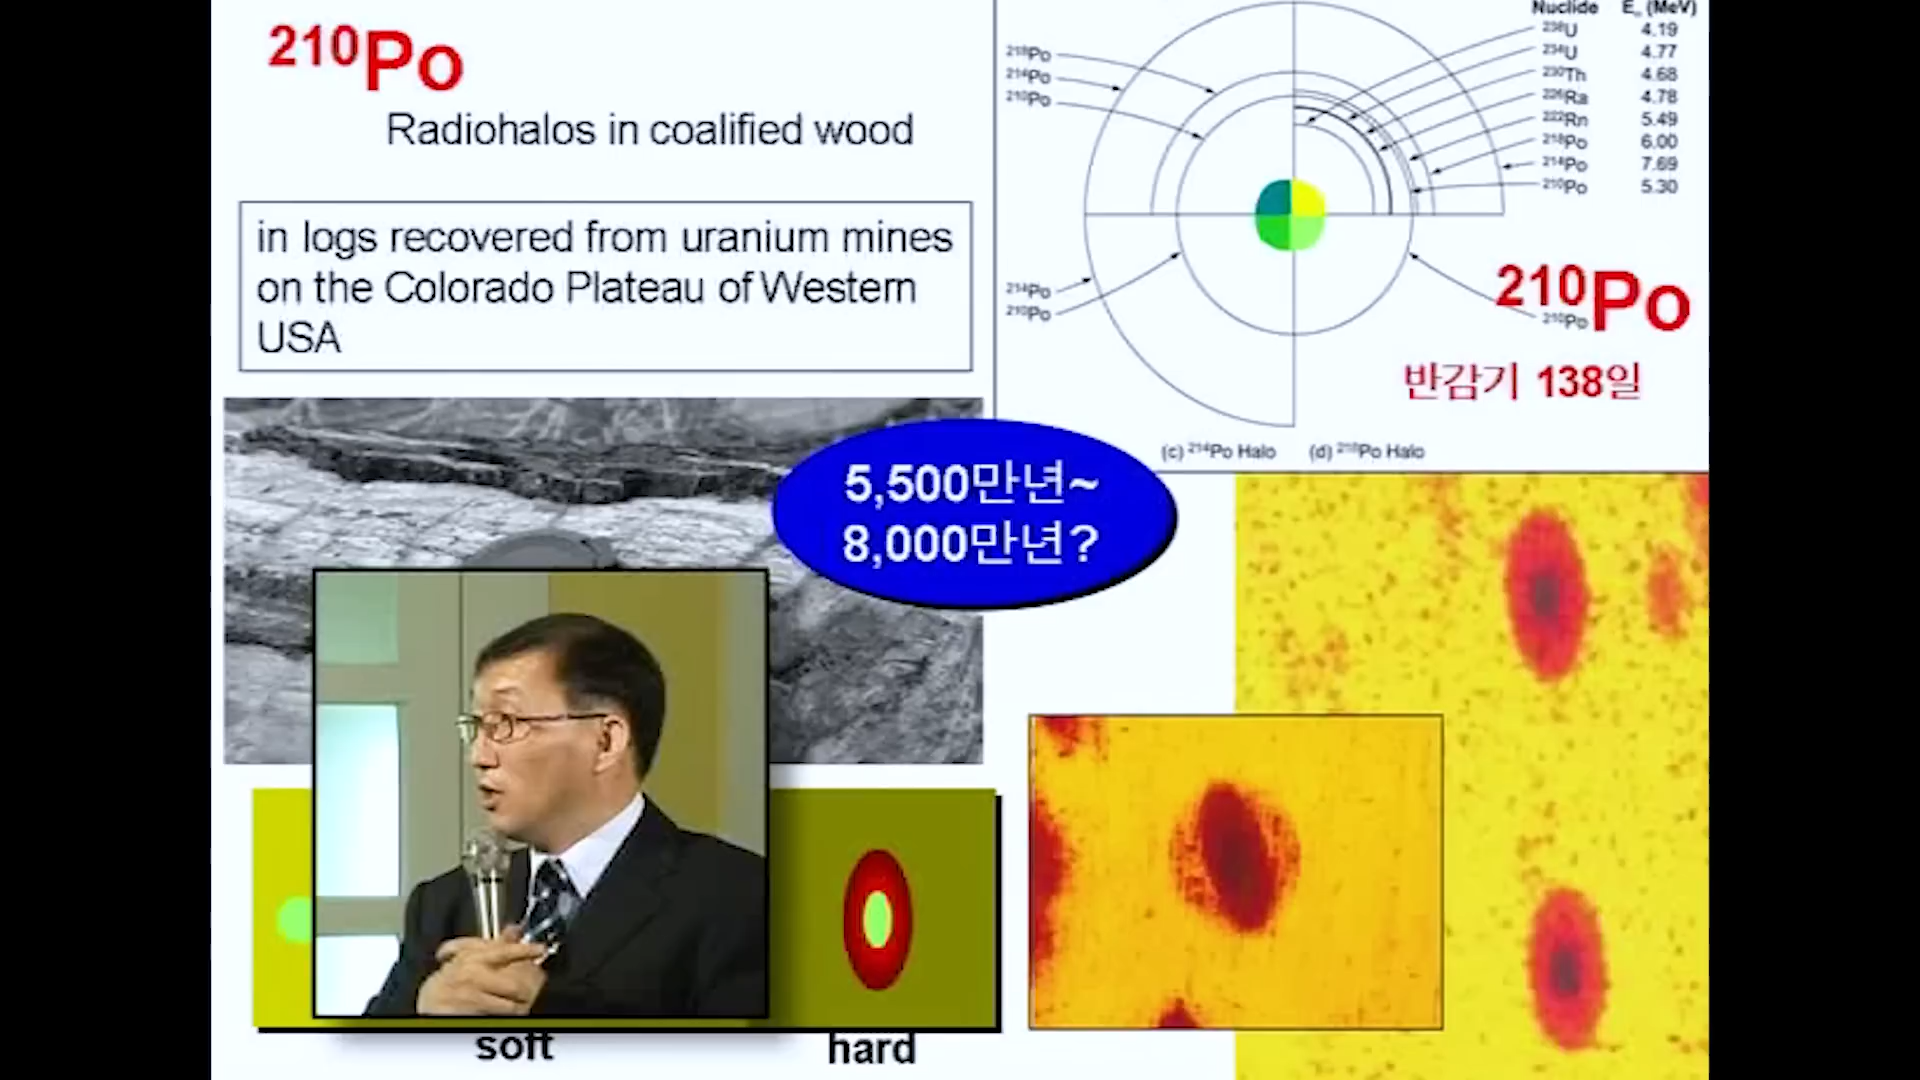 ²¹⁰Po
Radiohalos in coalified wood
in logs recovered from uranium mines
on the Colorado Plateau of Western
USA
Nuclide Eₐ (MeV)
²³⁸U 4.19
²³⁴U 4.77
²³⁰Th 4.68
²²⁶Ra 4.78
²²²Rn 5.49
²¹⁸Po 6.00
²¹⁴Po 7.69
²¹⁰Po 5.30
²¹⁸Po
²¹⁴Po
²¹⁰Po
²¹⁴Po
²¹⁰Po
²¹⁰Po
²¹⁰Po
반감기 138일
(c) ²¹⁴Po Halo (d) ²¹⁰Po Halo
5,500만년~
8,000만년?
soft hard